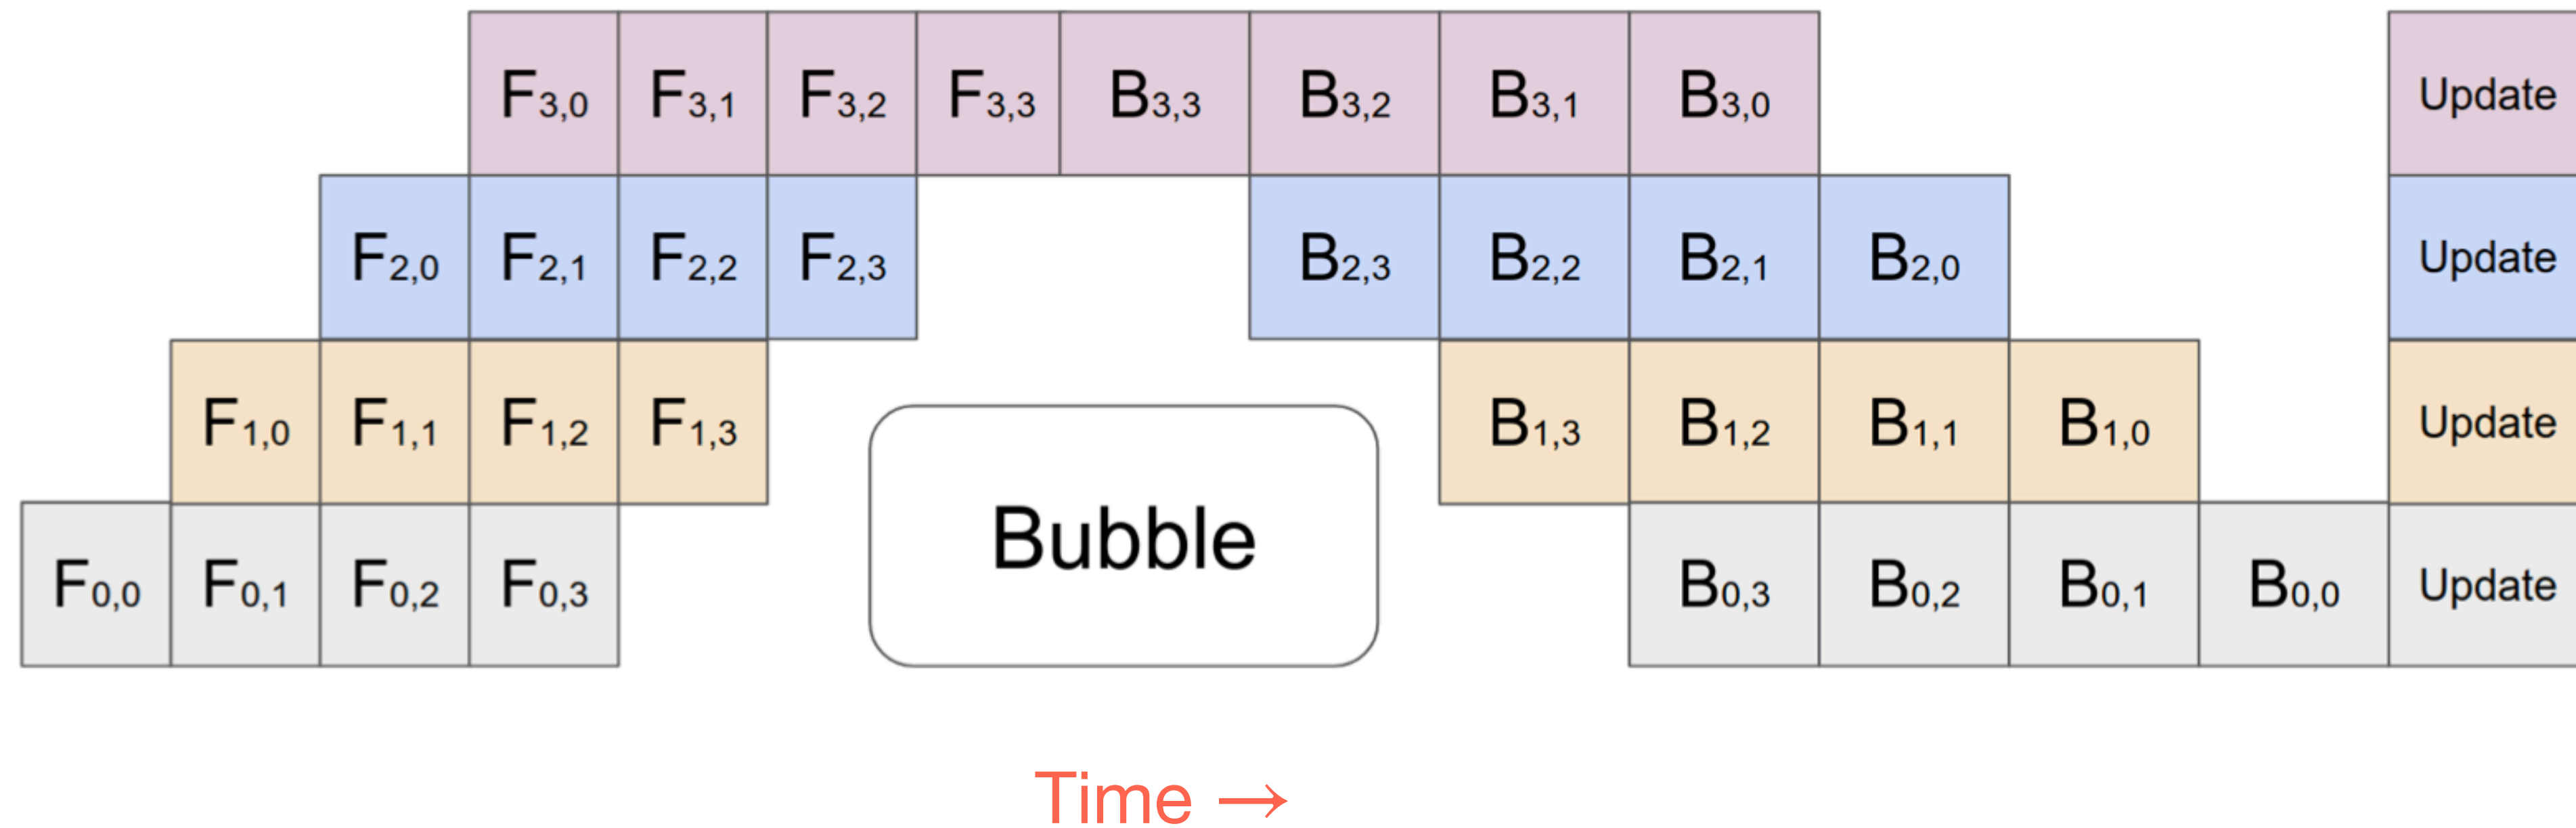 F3,0 F3,1 F3,2 F3,3 B3,3 B3,2 B3,1 B3,0 Update
F2,0 F2,1 F2,2 F2,3 B2,3 B2,2 B2,1 B2,0 Update
F1,0 F1,1 F1,2 F1,3 B1,3 B1,2 B1,1 B1,0 Update
Bubble
F0,0 F0,1 F0,2 F0,3 B0,3 B0,2 B0,1 B0,0 Update
Time →